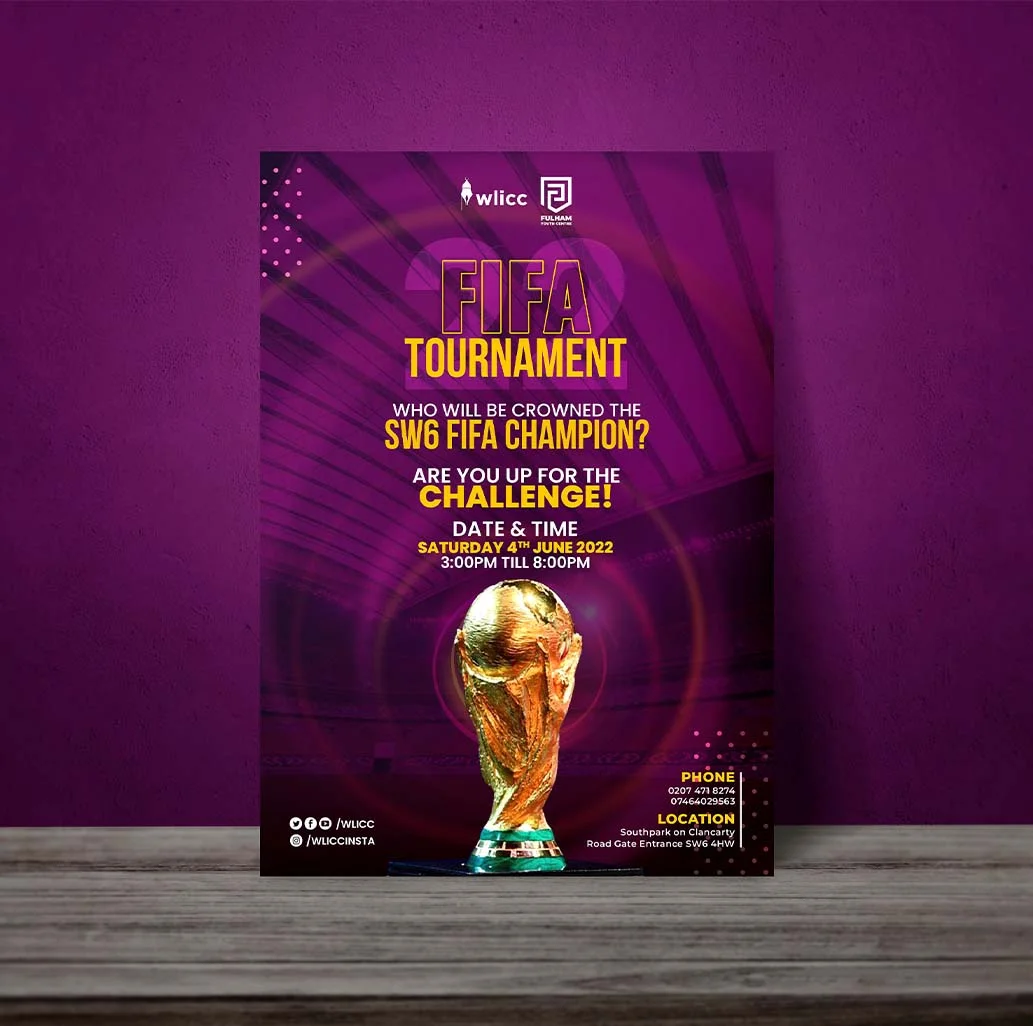 wlicc
FULHAM
YOUTH CENTRE
22
FIFA
TOURNAMENT
WHO WILL BE CROWNED THE
SW6 FIFA CHAMPION?
ARE YOU UP FOR THE
CHALLENGE!
DATE & TIME
SATURDAY 4TH JUNE 2022
3:00PM TILL 8:00PM
/WLICC
/WLICCINSTA
PHONE
0207 471 8274
07464029563
LOCATION
Southpark on Clancarty
Road Gate Entrance SW6 4HW